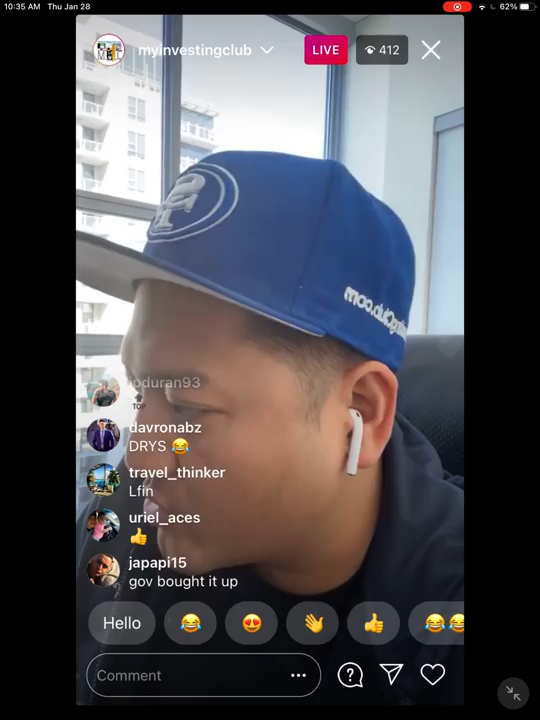 10:35 AM Thu Jan 28
62%
myinvestingclub
LIVE
412
TOP
davronabz
DRYS 😂
travel_thinker
Lfin
uriel_aces
👍
japapi15
gov bought it up
Hello 😂 😍 👋 👍 😂😂
Comment